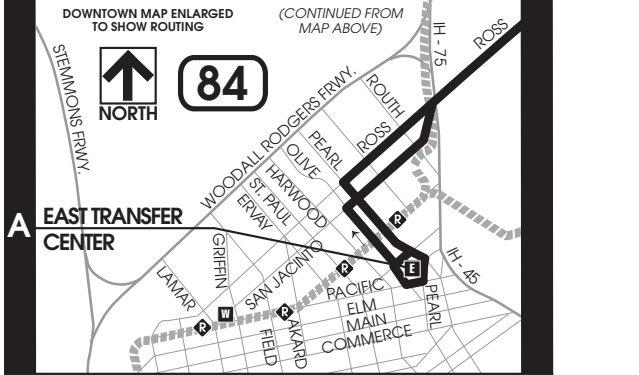 DOWNTOWN MAP ENLARGED
TO SHOW ROUTING
(CONTINUED FROM
MAP ABOVE)
NORTH
84
STEMMONS FRWY.
WOODALL RODGERS FRWY.
IH - 75
ROSS
ROUTH
ROSS
PEARL
OLIVE
HARWOOD
ST. PAUL
ERVAY
A
EAST TRANSFER
CENTER
GRIFFIN
SAN JACINTO
LAMAR
R
R
E
IH - 45
W
R
R
PACIFIC
ELM
MAIN
COMMERCE
PEARL
FIELD
AKARD